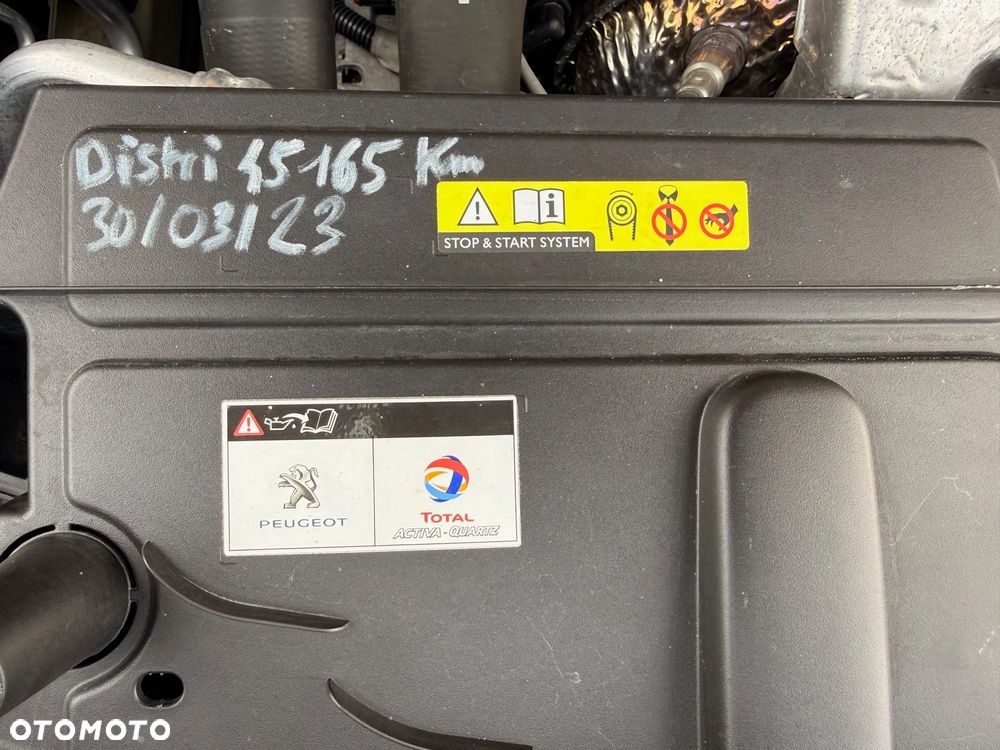 Distri 45165 Km
30/03/23
STOP & START SYSTEM
PEUGEOT
TOTAL
ACTIVA-QUARTZ
OTOMOTO